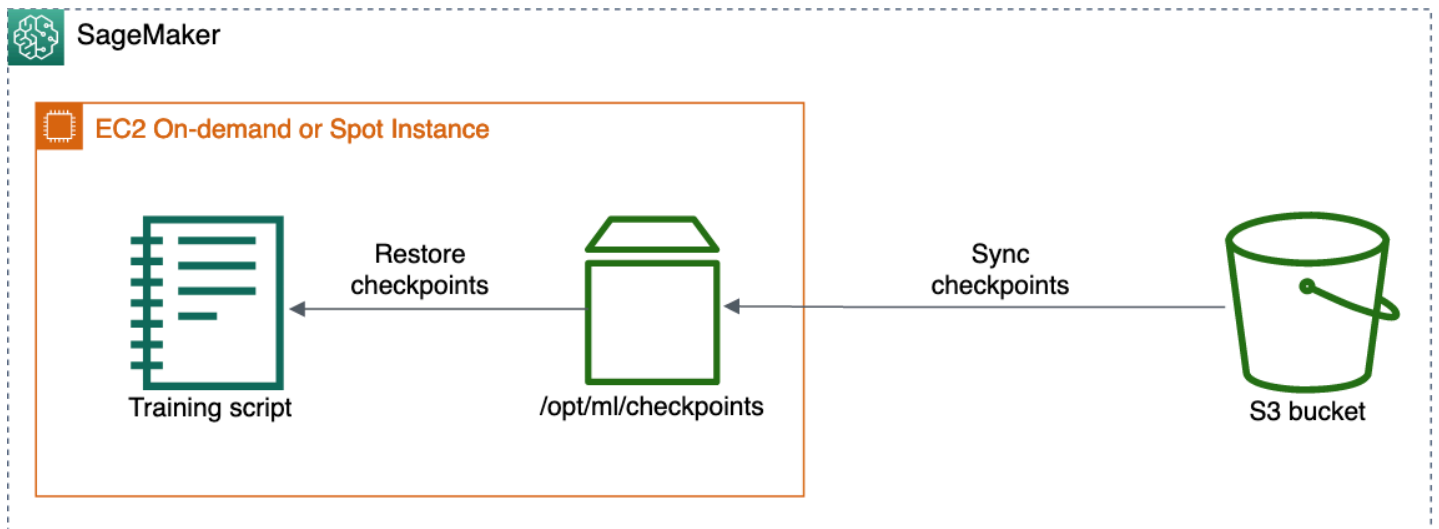 SageMaker
EC2 On-demand or Spot Instance
Restore
checkpoints
Sync
checkpoints
Training script
/opt/ml/checkpoints
S3 bucket